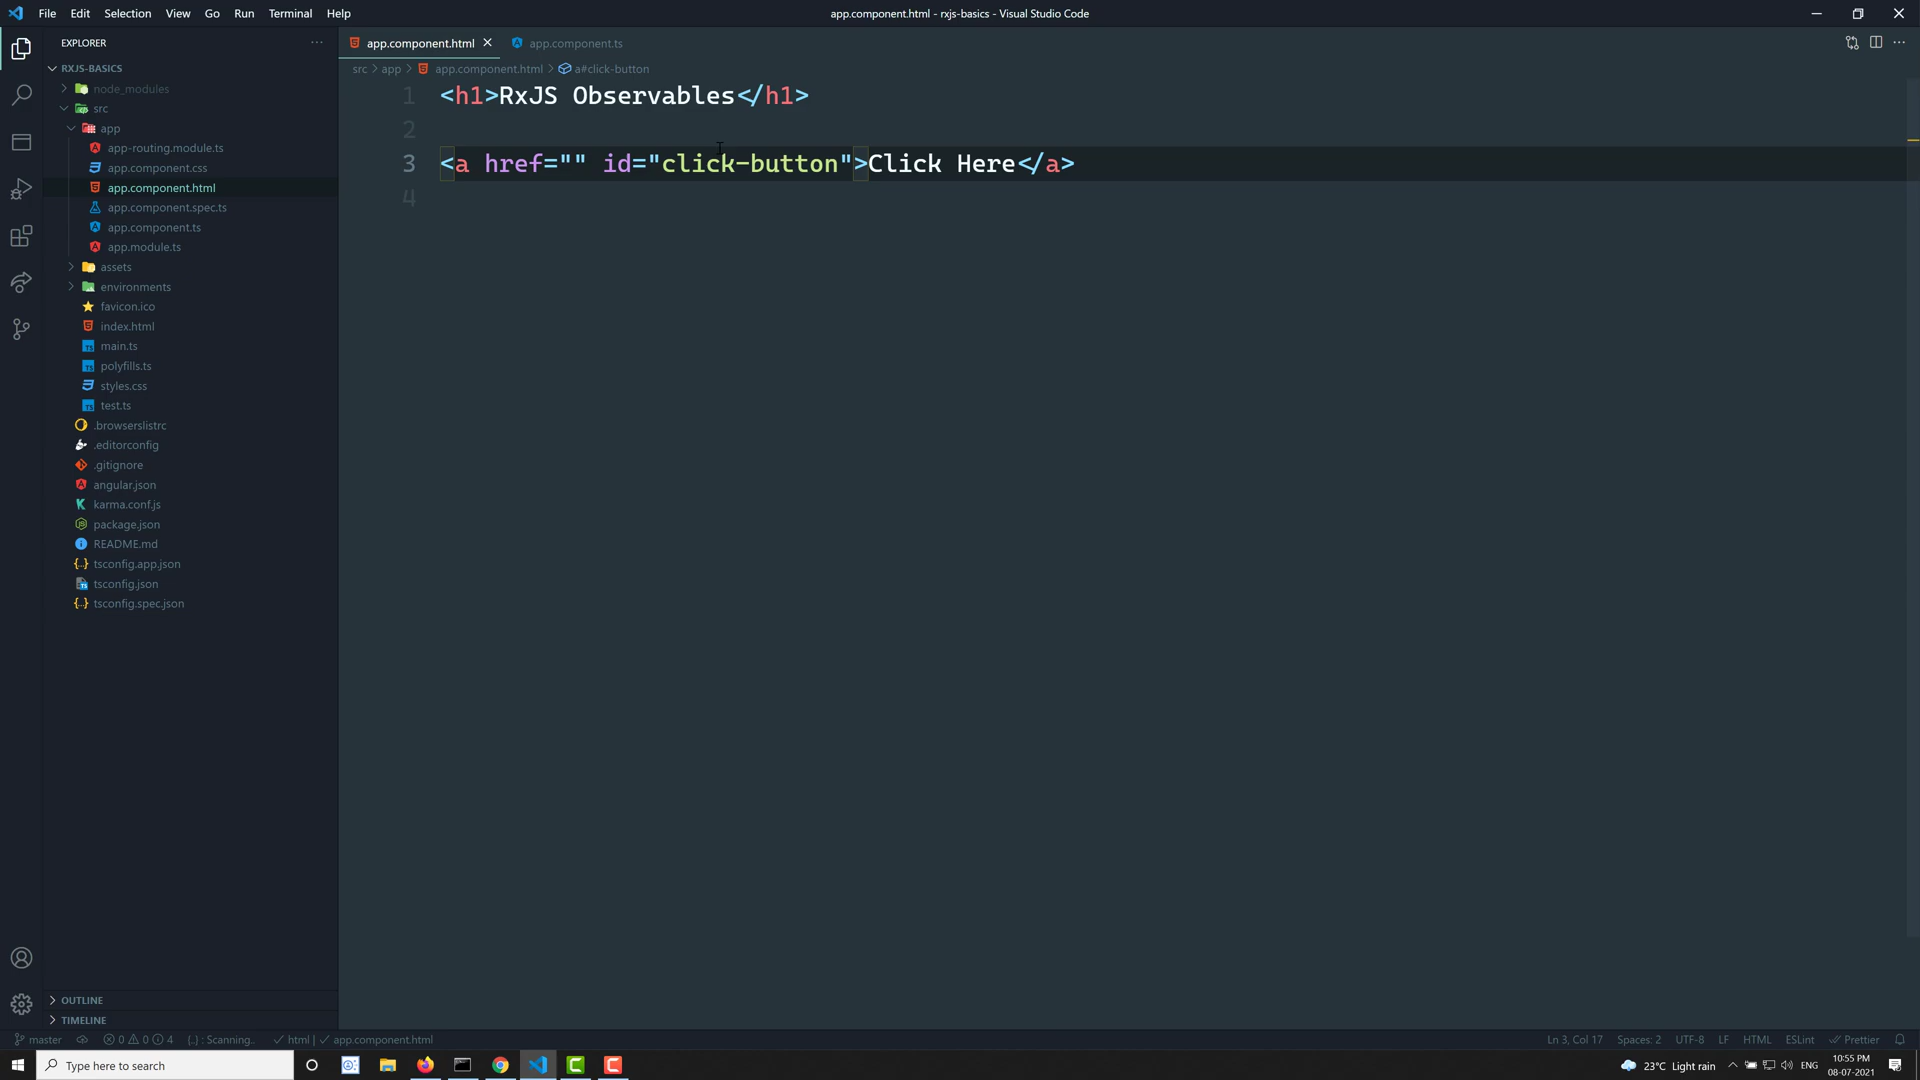 File Edit Selection View Go Run Terminal Help
app.component.html - rxjs-basics - Visual Studio Code
EXPLORER
RXJS-BASICS
node_modules
src
app
app-routing.module.ts
app.component.css
app.component.html
app.component.spec.ts
app.component.ts
app.module.ts
assets
environments
favicon.ico
index.html
main.ts
polyfills.ts
styles.css
test.ts
.browserslistrc
.editorconfig
.gitignore
angular.json
karma.conf.js
package.json
README.md
tsconfig.app.json
tsconfig.json
tsconfig.spec.json
OUTLINE
TIMELINE
app.component.html app.component.ts
src > app > app.component.html > a#click-button
1 <h1>RxJS Observables</h1>
2
3 <a href="" id="click-button">Click Here</a>
4
master 0 0 4 {..} : Scanning.. html | app.component.html
Ln 3, Col 17 Spaces: 2 UTF-8 LF HTML ESLint Prettier
Type here to search
23°C Light rain ENG
10:55 PM
08-07-2021